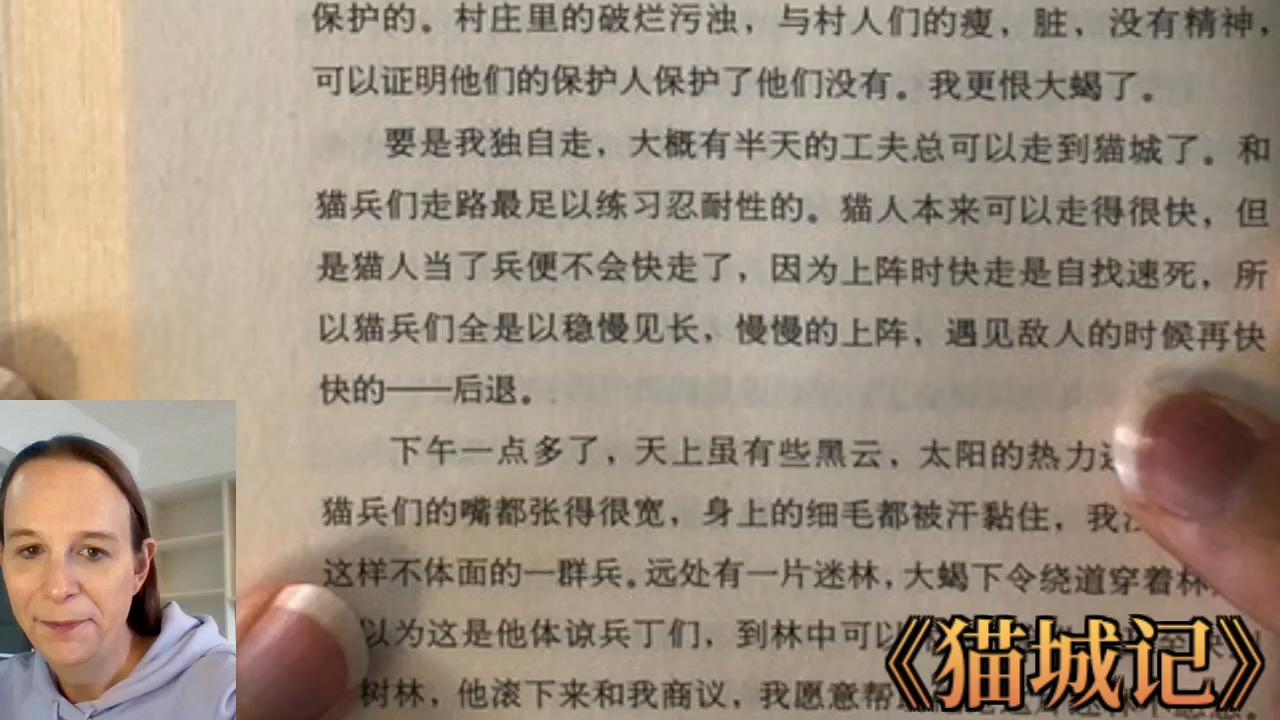 保护的。村庄里的破烂污浊，与村人们的瘦，脏，没有精神，
可以证明他们的保护人保护了他们没有。我更恨大蝎了。
要是我独自走，大概有半天的工夫总可以走到猫城了。和
猫兵们走路最足以练习忍耐性的。猫人本来可以走得很快，但
是猫人当了兵便不会快走了，因为上阵时快走是自找速死，所
以猫兵们全是以稳慢见长，慢慢的上阵，遇见敌人的时候再快
快的——后退。
下午一点多了，天上虽有些黑云，太阳的热力
猫兵们的嘴都张得很宽，身上的细毛都被汗黏住，我
这样不体面的一群兵。远处有一片迷林，大蝎下令绕道穿着林
以为这是他体谅兵丁们，到林中可以
树林，他滚下来和我商议，我愿意帮
《猫城记》